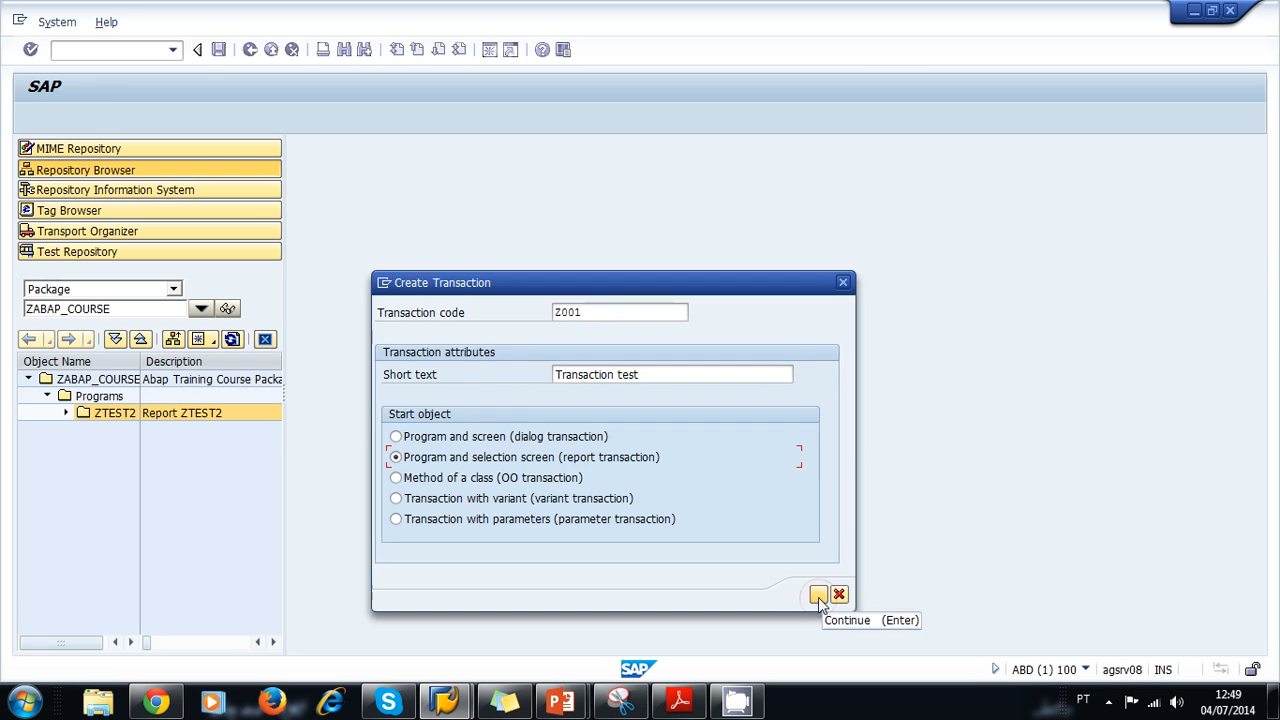 System Help
SAP
MIME Repository
Repository Browser
Repository Information System
Tag Browser
Transport Organizer
Test Repository
Package
ZABAP_COURSE
Object Name Description
ZABAP_COURSE Abap Training Course Packa
Programs
ZTEST2 Report ZTEST2
Create Transaction
Transaction code Z001
Transaction attributes
Short text Transaction test
Start object
Program and screen (dialog transaction)
Program and selection screen (report transaction)
Method of a class (OO transaction)
Transaction with variant (variant transaction)
Transaction with parameters (parameter transaction)
Continue (Enter)
SAP
ABD (1) 100 agsrv08 INS
PT 12:49
04/07/2014